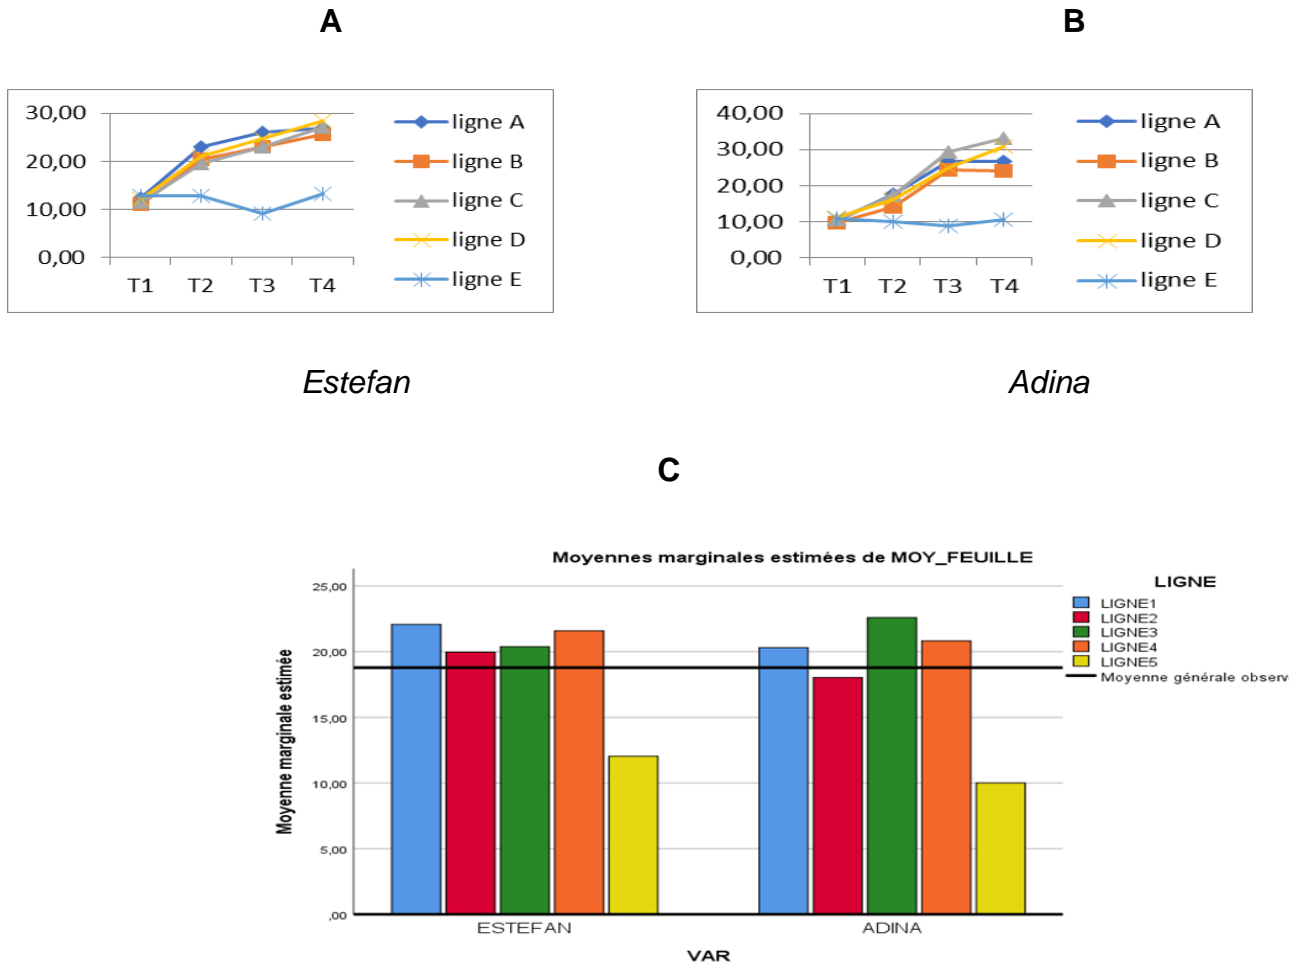 A
B
30,00
20,00
10,00
0,00
T1 T2 T3 T4
ligne A
ligne B
ligne C
ligne D
ligne E
40,00
30,00
20,00
10,00
0,00
T1 T2 T3 T4
ligne A
ligne B
ligne C
ligne D
ligne E
Estefan
Adina
C
Moyennes marginales estimées de MOY_FEUILLE
Moyenne marginale estimée
25,00
20,00
15,00
10,00
5,00
,00
ESTEFAN ADINA
VAR
LIGNE
LIGNE1
LIGNE2
LIGNE3
LIGNE4
LIGNE5
Moyenne générale observ